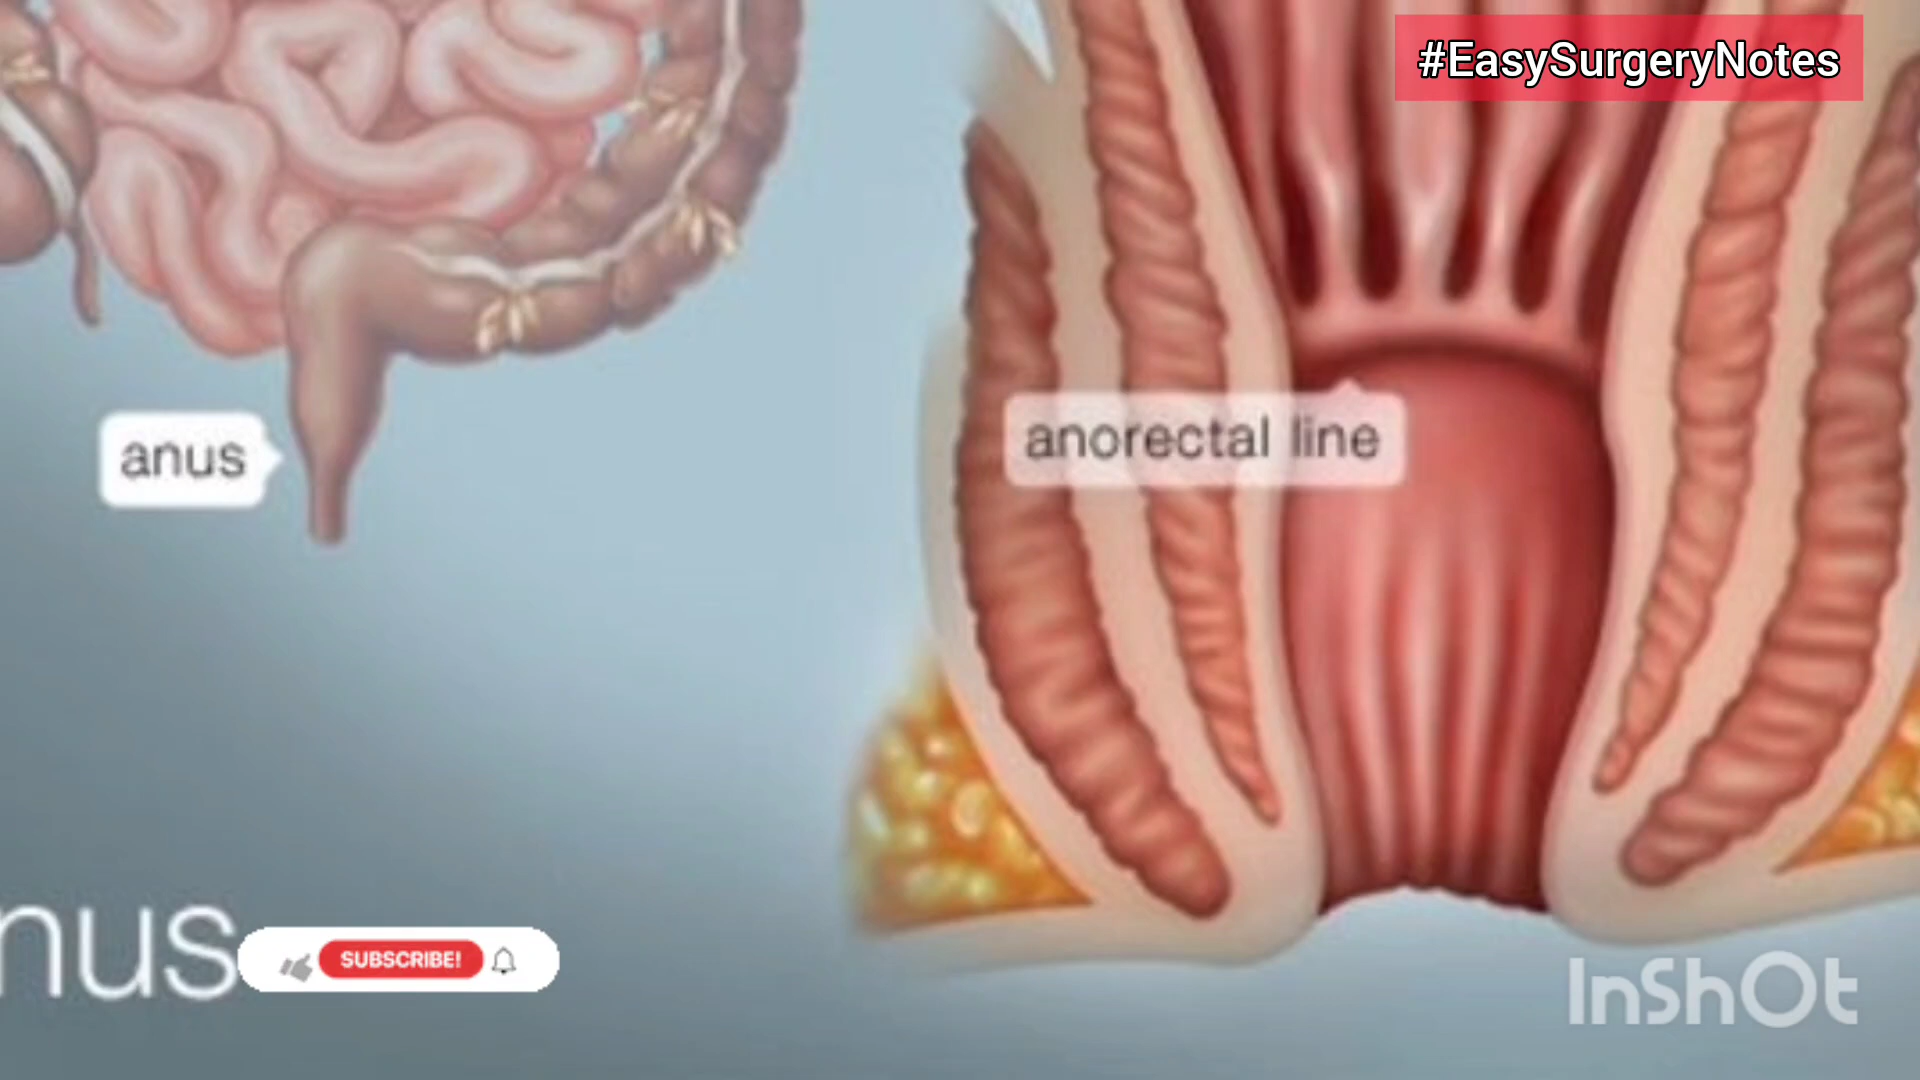 #EasySurgeryNotes
anus
anorectal line
nus
SUBSCRIBE!
InShOt